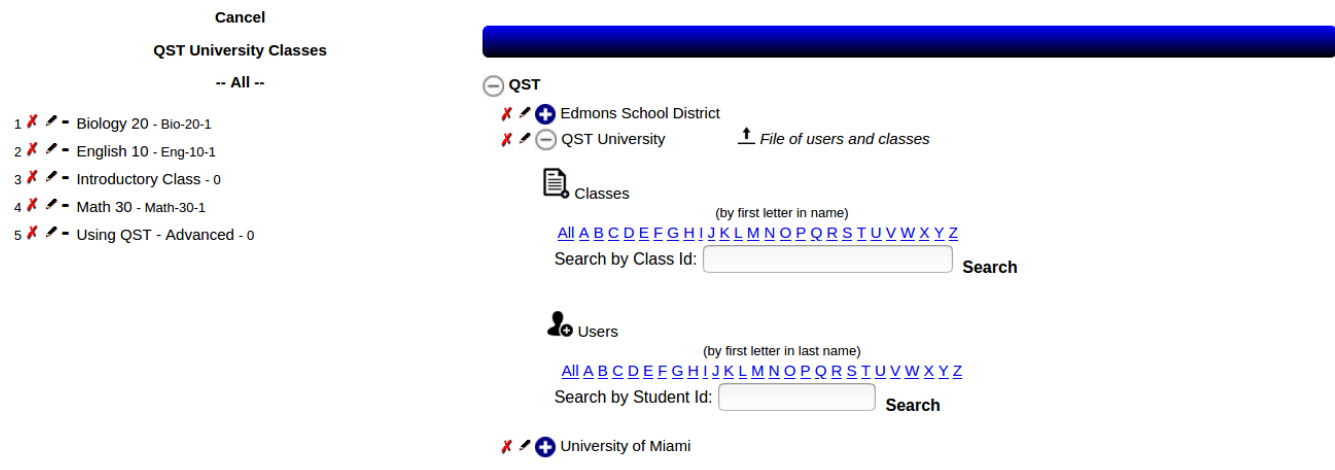 Cancel
QST University Classes
-- All --
1 Biology 20 - Bio-20-1
2 English 10 - Eng-10-1
3 Introductory Class - 0
4 Math 30 - Math-30-1
5 Using QST - Advanced - 0
QST
Edmons School District
QST University File of users and classes
Classes
(by first letter in name)
All A B C D E F G H I J K L M N O P Q R S T U V W X Y Z
Search by Class Id: Search
Users
(by first letter in last name)
All A B C D E F G H I J K L M N O P Q R S T U V W X Y Z
Search by Student Id: Search
University of Miami